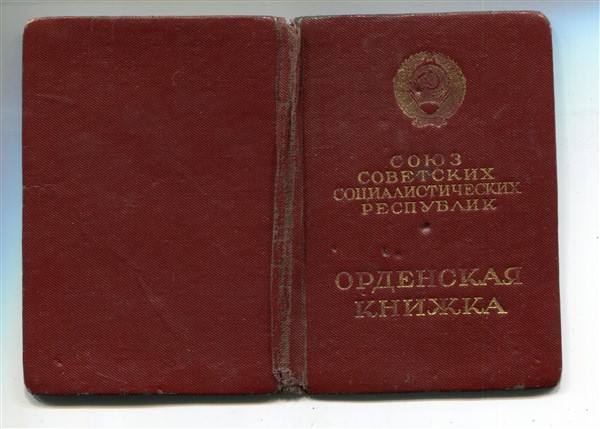 СОЮЗ
СОВЕТСКИХ
СОЦИАЛИСТИЧЕСКИХ
РЕСПУБЛИК
ОРДЕНСКАЯ
КНИЖКА